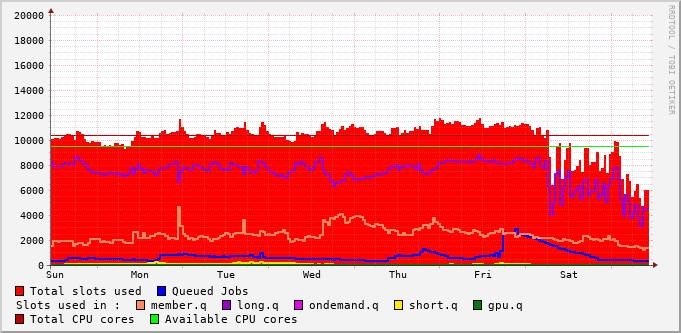 RRDTOOL / TOBI OETIKER
20000
18000
16000
14000
12000
10000
8000
6000
4000
2000
0
Sun Mon Tue Wed Thu Fri Sat
Total slots used Queued Jobs
Slots used in : member.q long.q ondemand.q short.q gpu.q
Total CPU cores Available CPU cores